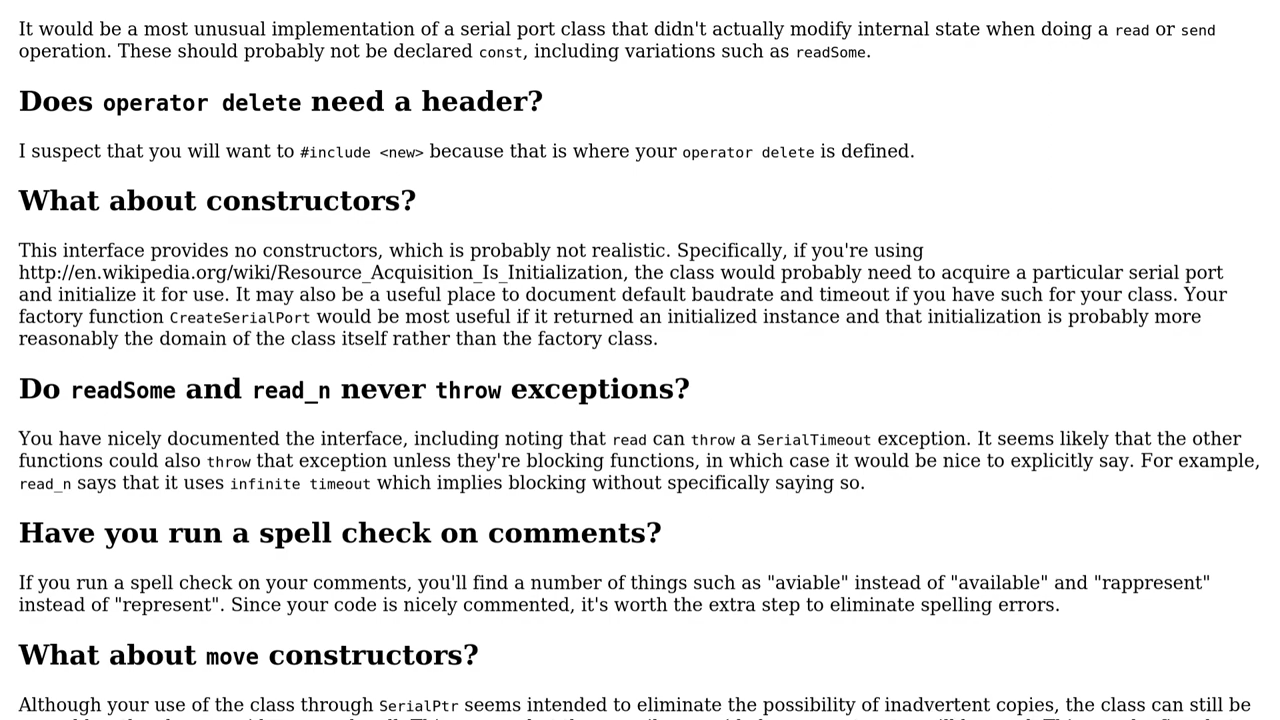 It would be a most unusual implementation of a serial port class that didn't actually modify internal state when doing a read or send
operation. These should probably not be declared const, including variations such as readSome.
Does operator delete need a header?
I suspect that you will want to #include <new> because that is where your operator delete is defined.
What about constructors?
This interface provides no constructors, which is probably not realistic. Specifically, if you're using
http://en.wikipedia.org/wiki/Resource_Acquisition_Is_Initialization, the class would probably need to acquire a particular serial port
and initialize it for use. It may also be a useful place to document default baudrate and timeout if you have such for your class. Your
factory function CreateSerialPort would be most useful if it returned an initialized instance and that initialization is probably more
reasonably the domain of the class itself rather than the factory class.
Do readSome and read_n never throw exceptions?
You have nicely documented the interface, including noting that read can throw a SerialTimeout exception. It seems likely that the other
functions could also throw that exception unless they're blocking functions, in which case it would be nice to explicitly say. For example,
read_n says that it uses infinite timeout which implies blocking without specifically saying so.
Have you run a spell check on comments?
If you run a spell check on your comments, you'll find a number of things such as "aviable" instead of "available" and "rappresent"
instead of "represent". Since your code is nicely commented, it's worth the extra step to eliminate spelling errors.
What about move constructors?
Although your use of the class through SerialPtr seems intended to eliminate the possibility of inadvertent copies, the class can still be